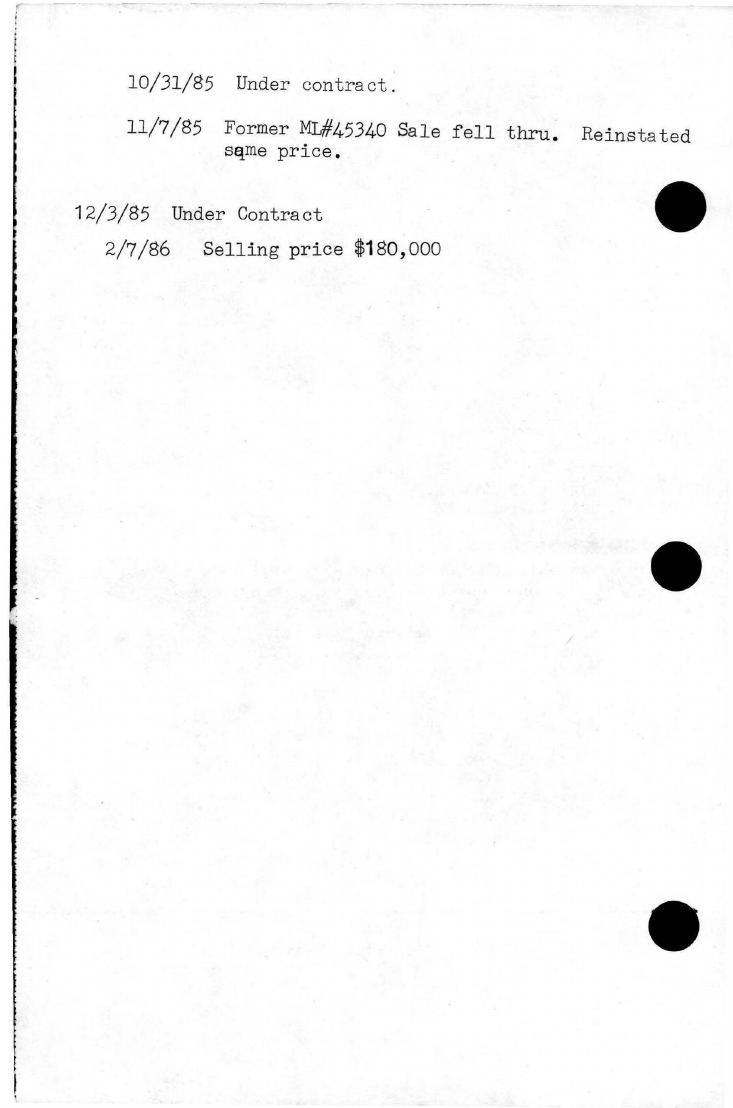 10/31/85 Under contract.
11/7/85 Former ML#45340 Sale fell thru. Reinstated
same price.
12/3/85 Under Contract
2/7/86 Selling price $180,000